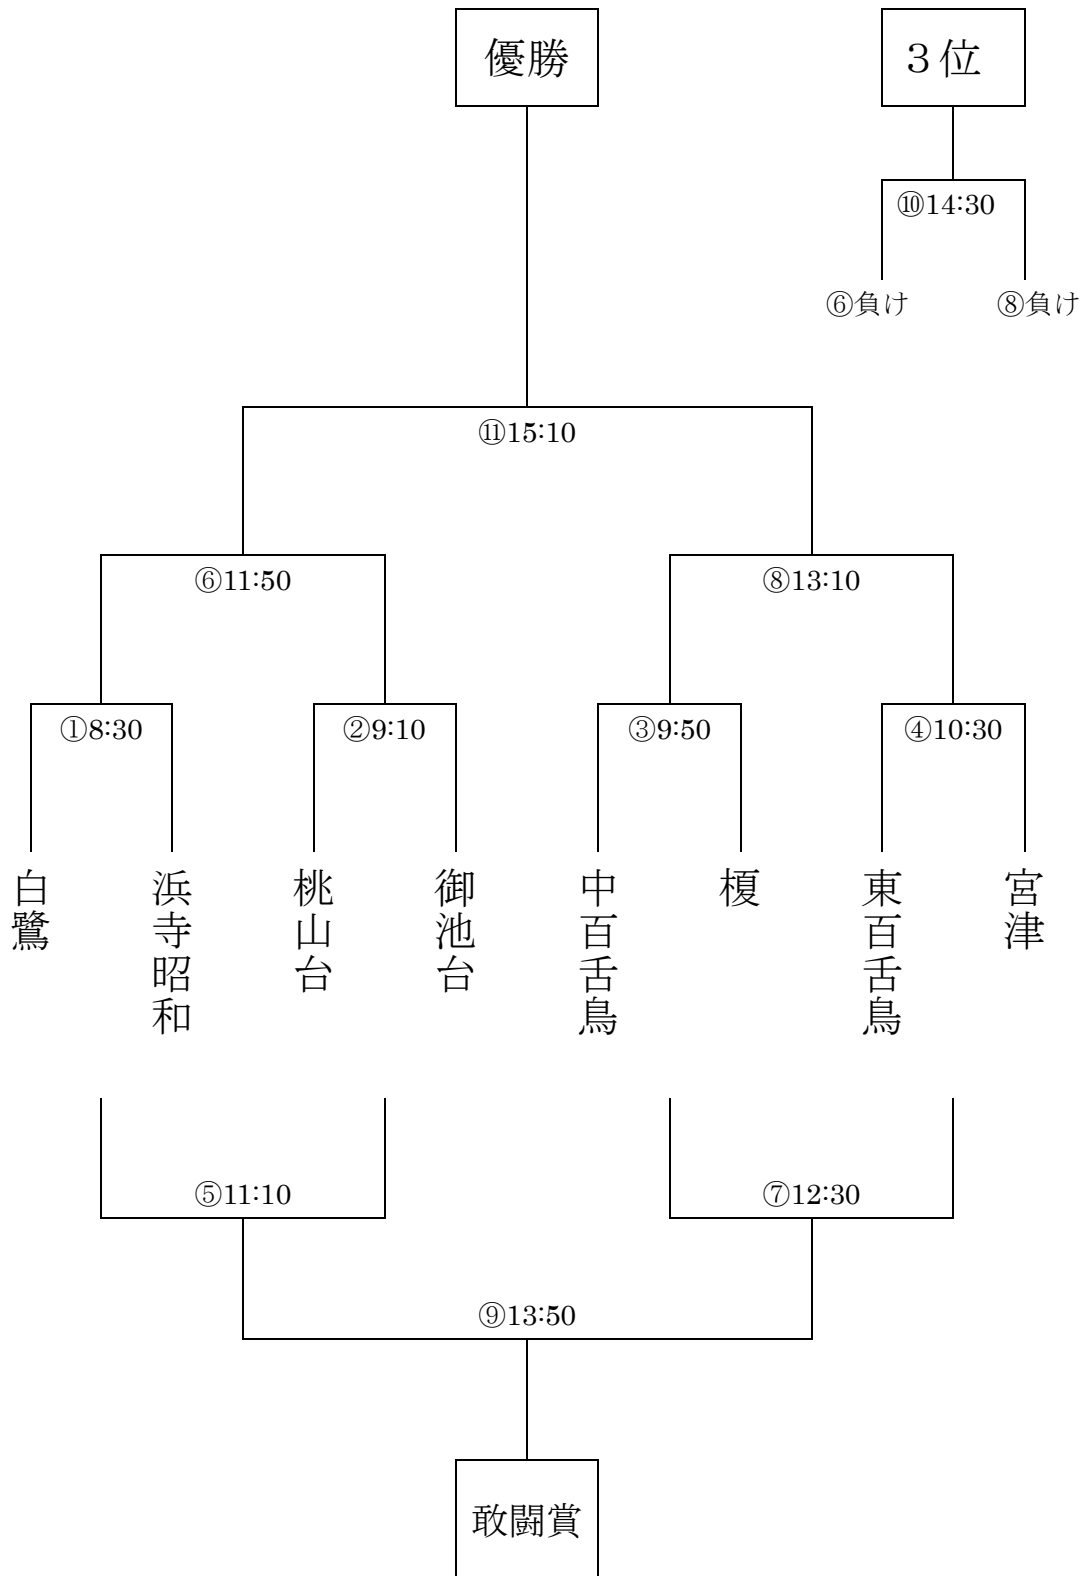 優勝
３位
⑩14:30
⑥負け
⑧負け
⑪15:10
⑥11:50
⑧13:10
①8:30
②9:10
③9:50
④10:30
白鷺
浜寺昭和
桃山台
御池台
中百舌鳥
榎
東百舌鳥
宮津
⑤11:10
⑦12:30
⑨13:50
敢闘賞